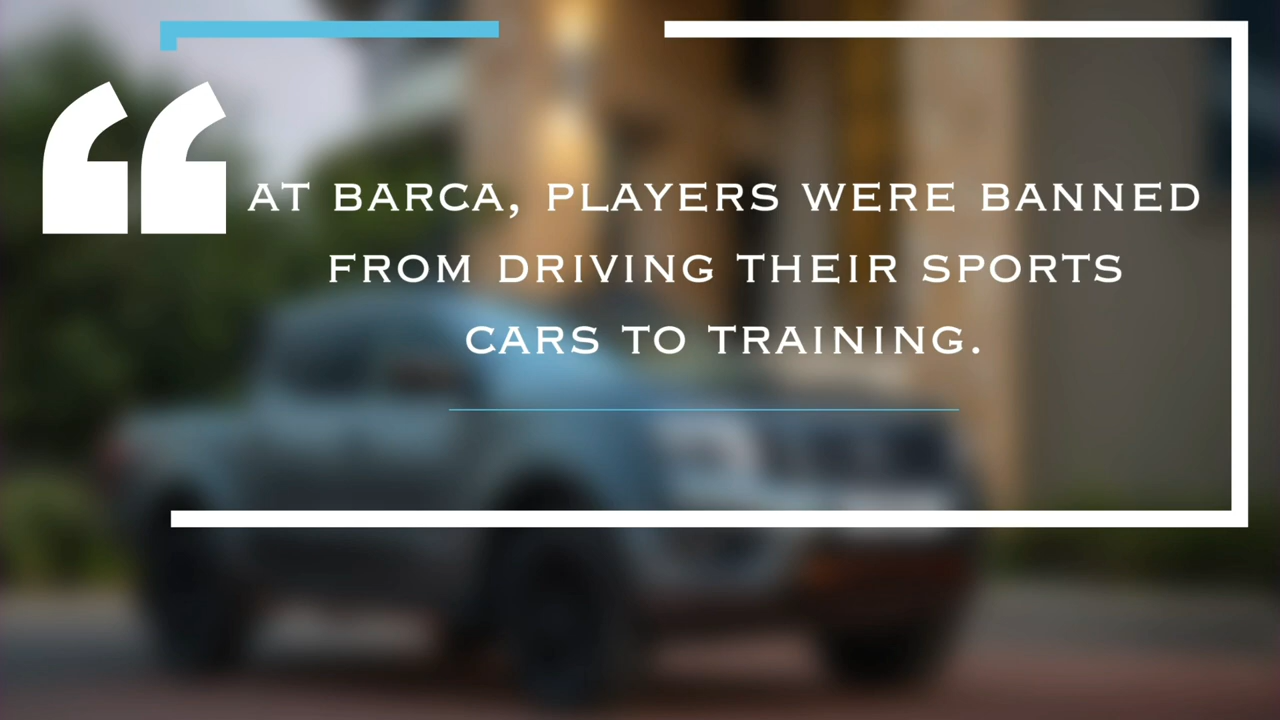 “
AT BARCA, PLAYERS WERE BANNED
FROM DRIVING THEIR SPORTS
CARS TO TRAINING.